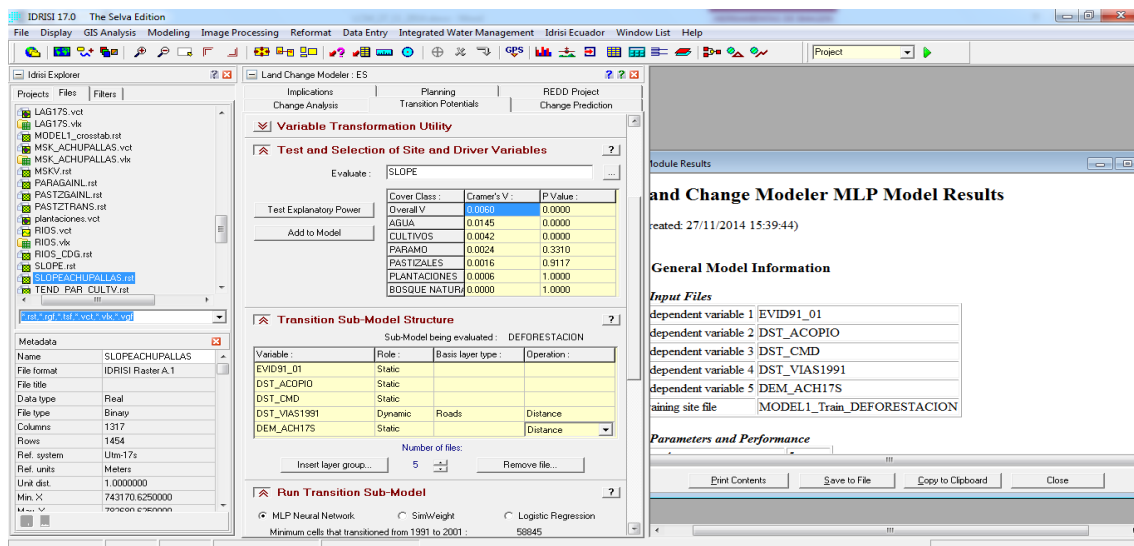 IDRISI 17.0 The Selva Edition
File Display GIS Analysis Modeling Image Processing Reformat Data Entry Integrated Water Management Idrisi Ecuador Window List Help
GPS
Project
Idrisi Explorer
Projects Files Filters
LAG17S.vct
LAG17S.vlx
MODEL1_crosstab.rst
MSK_ACHUPALLAS.vct
MSK_ACHUPALLAS.vlx
MSKV.rst
PARAGAINL.rst
PASTZGAINL.rst
PASTZTRANS.rst
plantaciones.vct
RIOS.vct
RIOS.vlx
RIOS_CDG.rst
SLOPE.rst
SLOPEACHUPALLAS.rst
TEND_PAR_CULTV.rst
*.rst,*.rgf,*.tsf,*.vct,*.vlx,*.vgf
Metadata
Name SLOPEACHUPALLAS
File format IDRISI Raster A.1
File title
Data type Real
File type Binary
Columns 1317
Rows 1454
Ref. system Utm-17s
Ref. units Meters
Unit dist. 1.0000000
Min. X 743170.6250000
Max. X 782680.6250000
Land Change Modeler : ES
Implications Planning REDD Project
Change Analysis Transition Potentials Change Prediction
Variable Transformation Utility
Test and Selection of Site and Driver Variables ?
Evaluate : SLOPE ...
Test Explanatory Power
Add to Model
Cover Class : Cramer's V : P Value :
Overall V 0.0060 0.0000
AGUA 0.0145 0.0000
CULTIVOS 0.0042 0.0000
PARAMO 0.0024 0.3310
PASTIZALES 0.0016 0.9117
PLANTACIONES 0.0006 1.0000
BOSQUE NATURA 0.0000 1.0000
Transition Sub-Model Structure ?
Sub-Model being evaluated : DEFORESTACION
Variable : Role : Basis layer type : Operation :
EVID91_01 Static
DST_ACOPIO Static
DST_CMD Static
DST_VIAS1991 Dynamic Roads Distance
DEM_ACH17S Static Distance
Number of files:
Insert layer group... 5 Remove file...
Run Transition Sub-Model ?
MLP Neural Network SimWeight Logistic Regression
Minimum cells that transitioned from 1991 to 2001 : 58845
Module Results
and Change Modeler MLP Model Results
reated: 27/11/2014 15:39:44)
General Model Information
Input Files
dependent variable 1 EVID91_01
dependent variable 2 DST_ACOPIO
dependent variable 3 DST_CMD
dependent variable 4 DST_VIAS1991
dependent variable 5 DEM_ACH17S
aining site file MODEL1_Train_DEFORESTACION
Parameters and Performance
Print Contents Save to File Copy to Clipboard Close